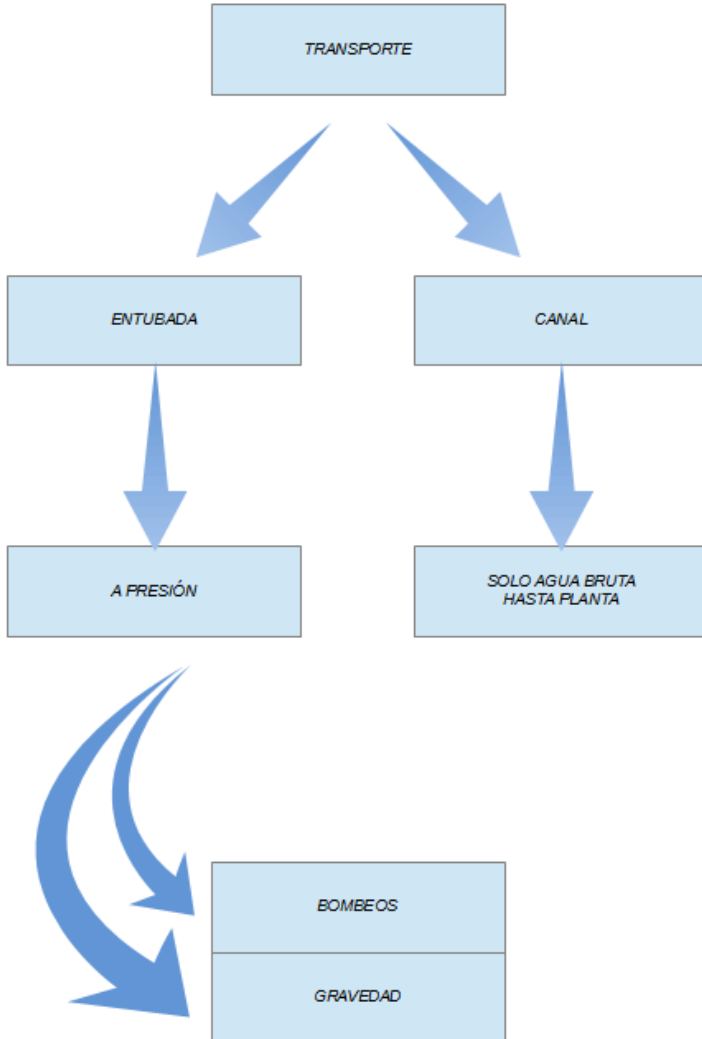 TRANSPORTE
ENTUBADA
CANAL
A PRESIÓN
SOLO AGUA BRUTA
HASTA PLANTA
BOMBEOS
GRAVEDAD